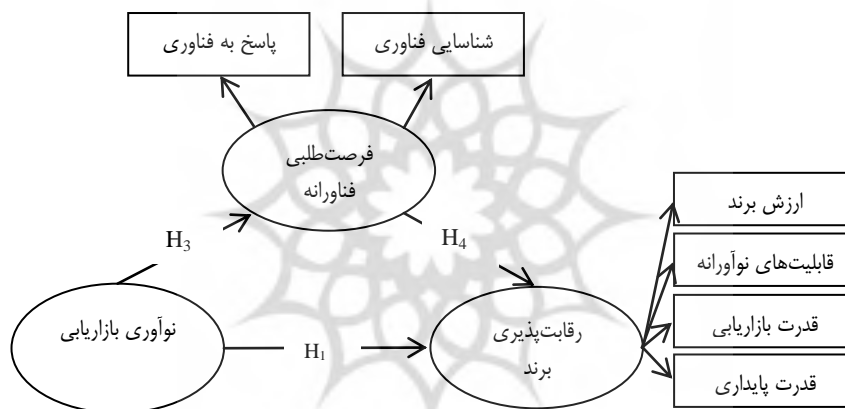 شناسایی فناوری
پاسخ به فناوری
فرصت‌طلبی
فناورانه
H3
H4
ارزش برند
قابلیت‌های نوآورانه
قدرت بازاریابی
قدرت پایداری
نوآوری بازاریابی
H1
رقابت‌پذیری
برند